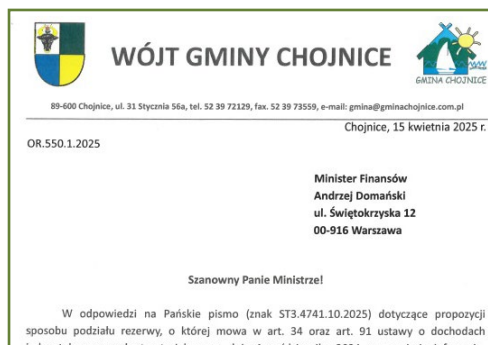 WÓJT GMINY CHOJNICE
GMINA CHOJNICE
89-600 Chojnice, ul. 31 Stycznia 56a, tel. 52 39 72129, fax. 52 39 73559, e-mail: gmina@gminachojnice.com.pl
Chojnice, 15 kwietnia 2025 r.
OR.550.1.2025
Minister Finansów
Andrzej Domański
ul. Świętokrzyska 12
00-916 Warszawa
Szanowny Panie Ministrze!
W odpowiedzi na Pańskie pismo (znak ST3.4741.10.2025) dotyczące propozycji
sposobu podziału rezerwy, o której mowa w art. 34 oraz art. 91 ustawy o dochodach